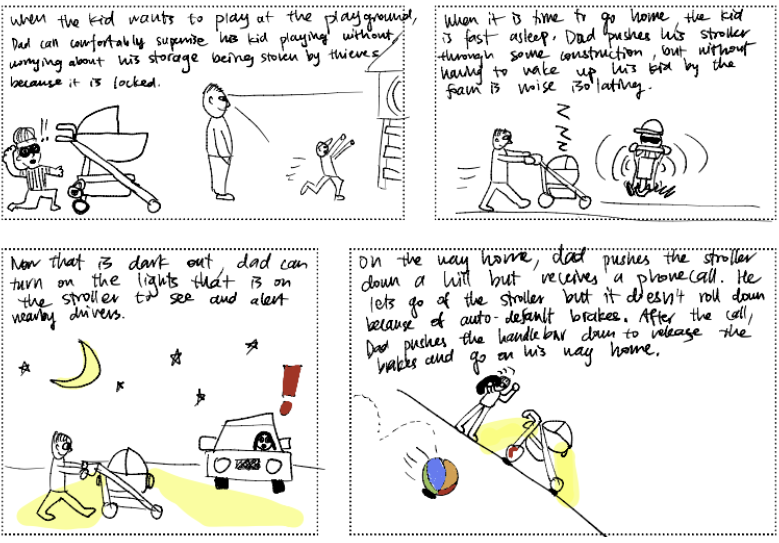 when the kid wants to play at the playground,
Dad can comfortably supervise his kid playing without
worrying about his storage being stolen by thieves
because it is locked.
!!
When it is time to go home, the kid
is fast asleep. Dad pushes his stroller
through some construction, but without
having to wake up his kid by the
foam is noise isolating.
z z z z
Now that is dark out, dad can
turn on the lights that is on
the stroller to see and alert
nearby drivers.
!
On the way home, dad pushes the stroller
down a hill but receives a phonecall. He
lets go of the stroller but it doesn't roll down
because of auto-default brakes. After the call,
Dad pushes the handlebar down to release the
brakes and go on his way home.